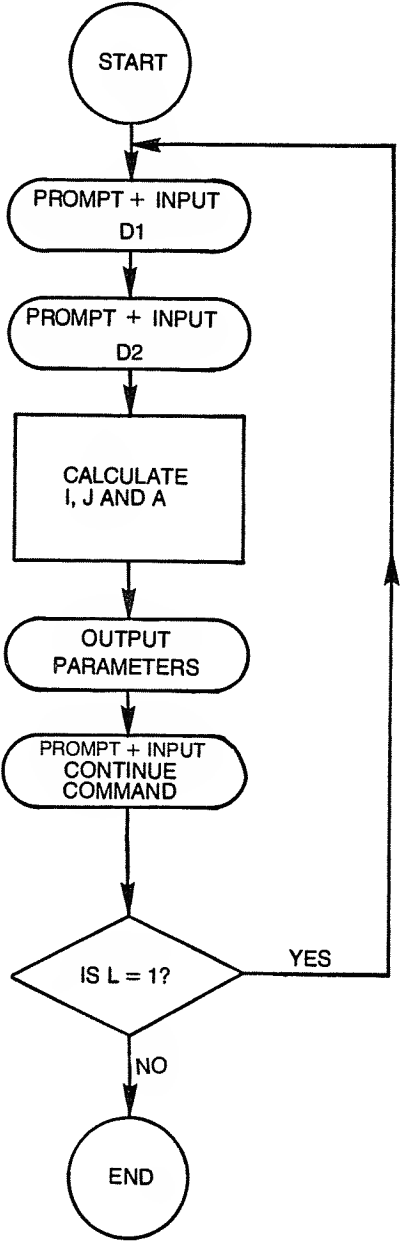 START
PROMPT + INPUT
D1
PROMPT + INPUT
D2
CALCULATE
I, J AND A
OUTPUT
PARAMETERS
PROMPT + INPUT
CONTINUE
COMMAND
IS L = 1?
YES
NO
END